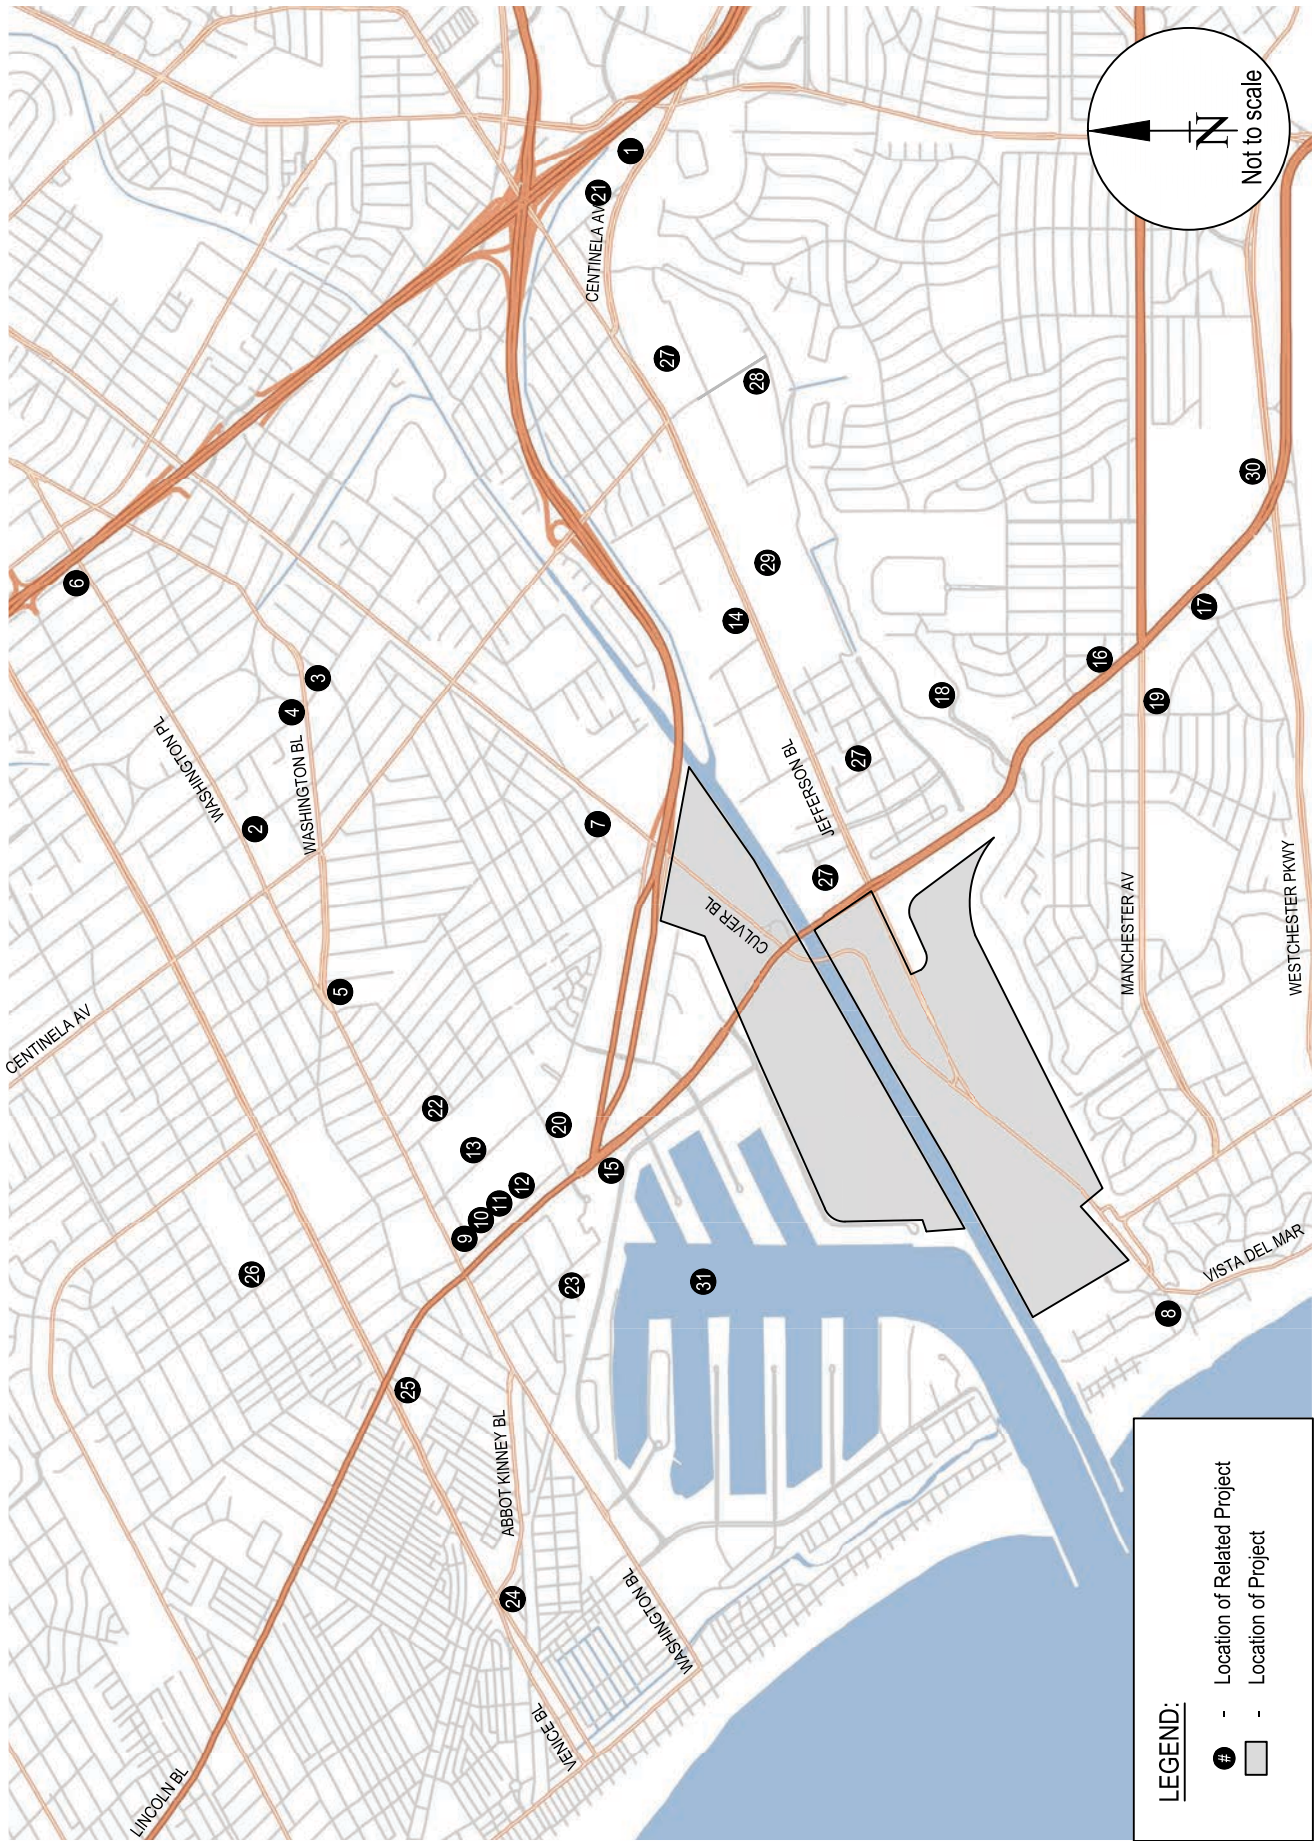 LINCOLN BL
VENICE BL
WASHINGTON BL
ABBOT KINNEY BL
CENTINELA AV
WASHINGTON PL
WASHINGTON BL
CULVER BL
JEFFERSON BL
CENTINELA AV
MANCHESTER AV
WESTCHESTER PKWY
VISTA DEL MAR
1
2
3
4
5
6
7
8
9
10
11
12
13
14
15
16
17
18
19
20
21
22
23
24
25
26
27
27
27
28
29
30
31
N
Not to scale
LEGEND:
# - Location of Related Project
- Location of Project